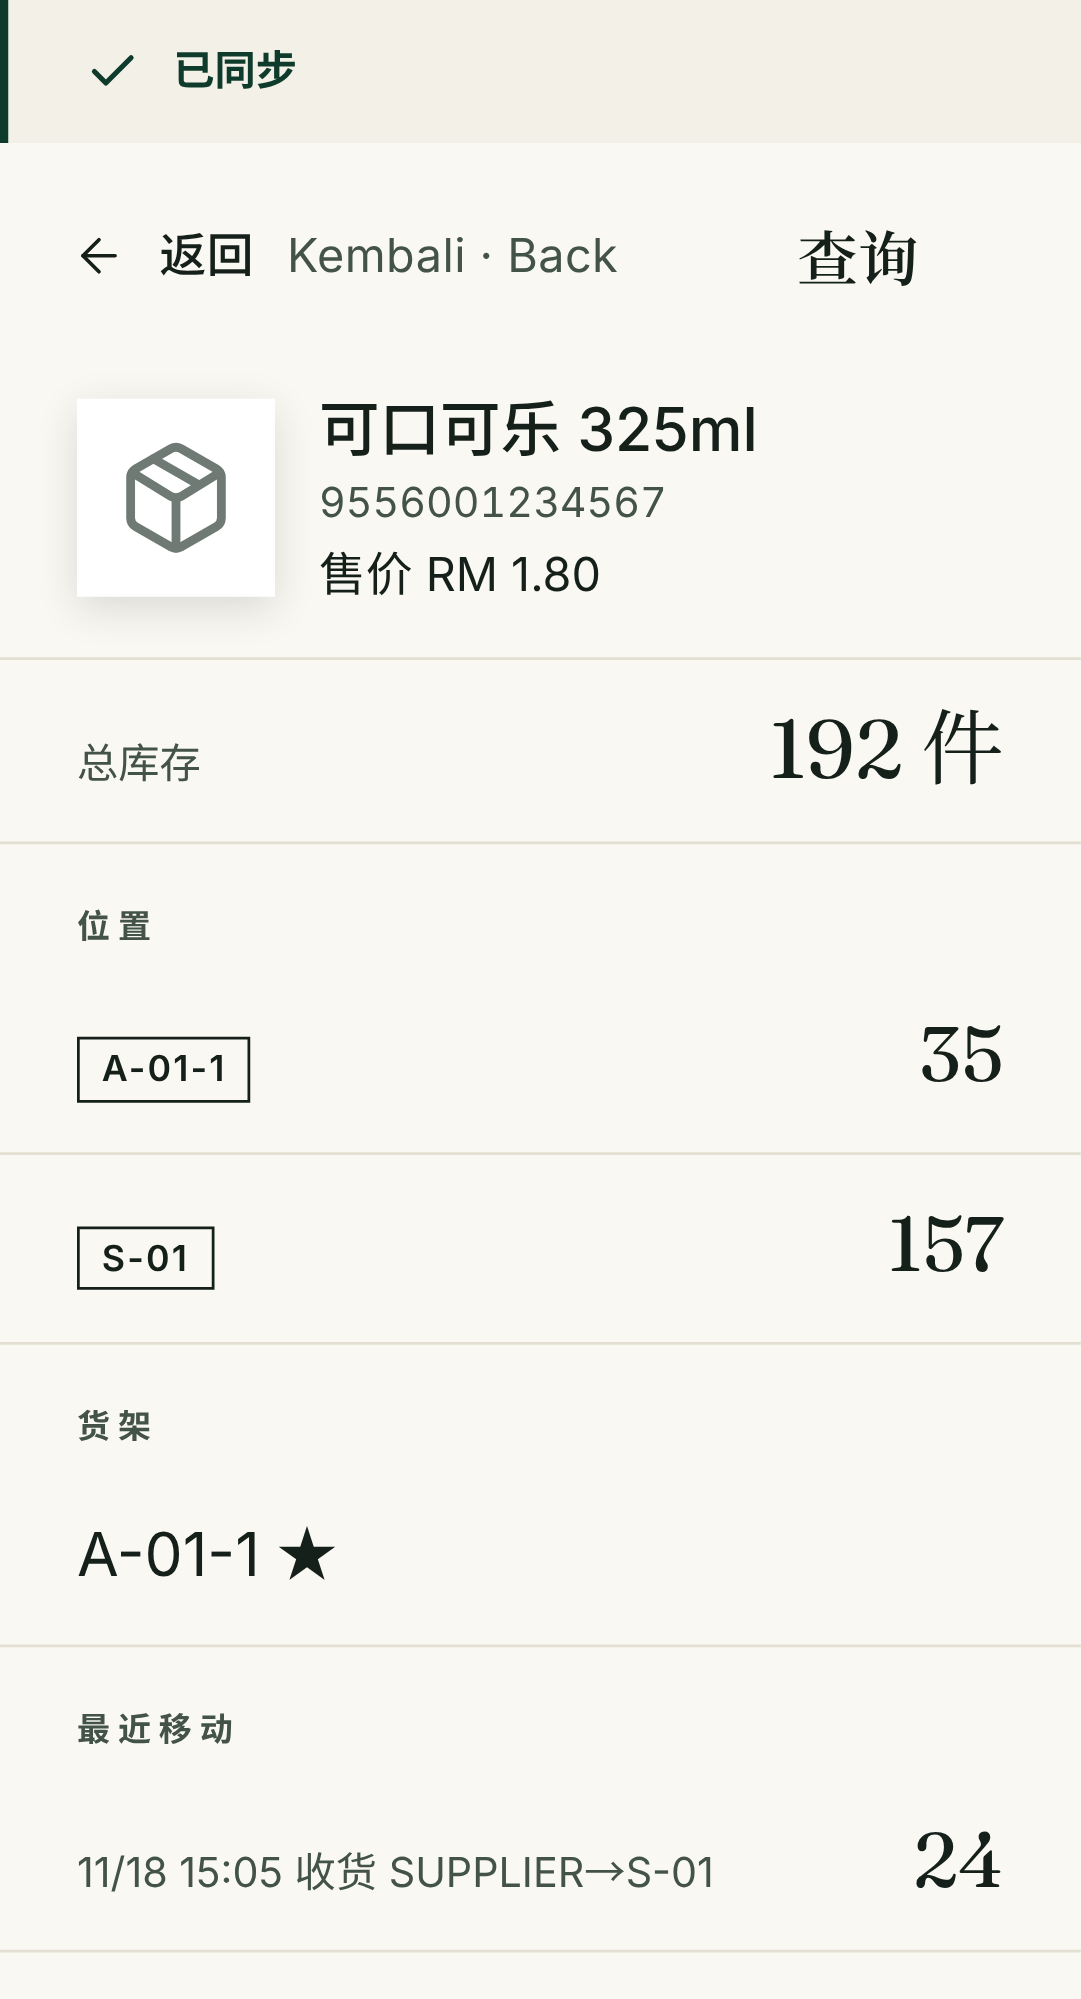 已同步
返回 Kembali · Back 查询
可口可乐 325ml
9556001234567
售价 RM 1.80
总库存 192 件
位置
A-01-1 35
S-01 157
货架
A-01-1 ★
最近移动
11/18 15:05 收货 SUPPLIER→S-01 24